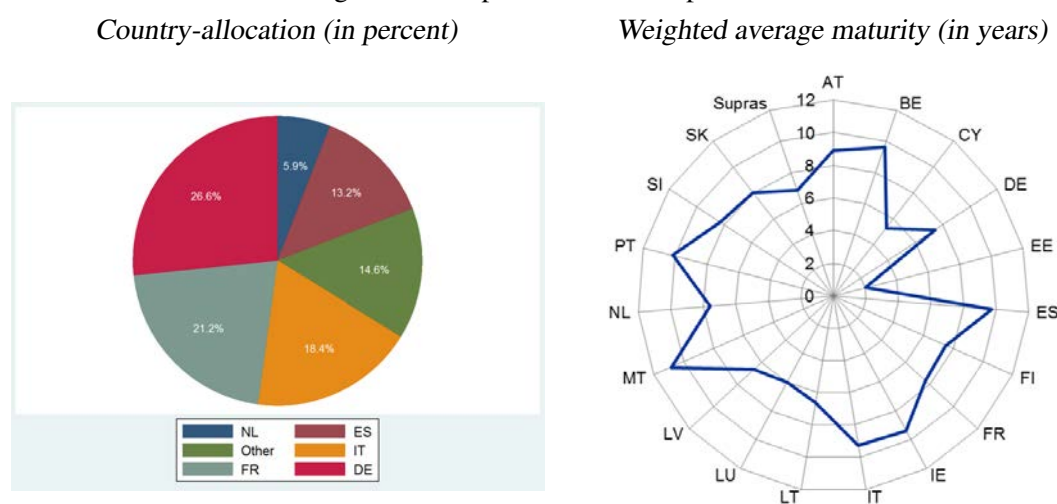 Country-allocation (in percent)
Weighted average maturity (in years)
5.9%
13.2%
14.6%
18.4%
21.2%
26.6%
NL
ES
Other
IT
FR
DE
AT
BE
CY
DE
EE
ES
FI
FR
IE
IT
LT
LU
LV
MT
NL
PT
SI
SK
Supras
12
10
8
6
4
2
0